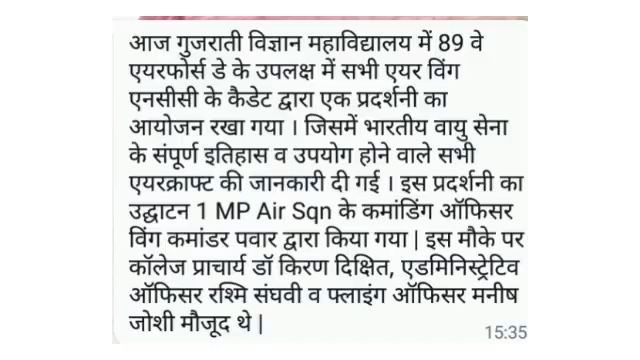 आज गुजराती विज्ञान महाविद्यालय में 89 वे
एयरफोर्स डे के उपलक्ष में सभी एयर विंग
एनसीसी के कैडेट द्वारा एक प्रदर्शनी का
आयोजन रखा गया । जिसमें भारतीय वायु सेना
के संपूर्ण इतिहास व उपयोग होने वाले सभी
एयरक्राफ्ट की जानकारी दी गई । इस प्रदर्शनी का
उद्घाटन 1 MP Air Sqn के कमांडिंग ऑफिसर
विंग कमांडर पवार द्वारा किया गया | इस मौके पर
कॉलेज प्राचार्य डॉ किरण दिक्षित, एडमिनिस्ट्रेटिव
ऑफिसर रश्मि संघवी व फ्लाइंग ऑफिसर मनीष
जोशी मौजूद थे |
15:35